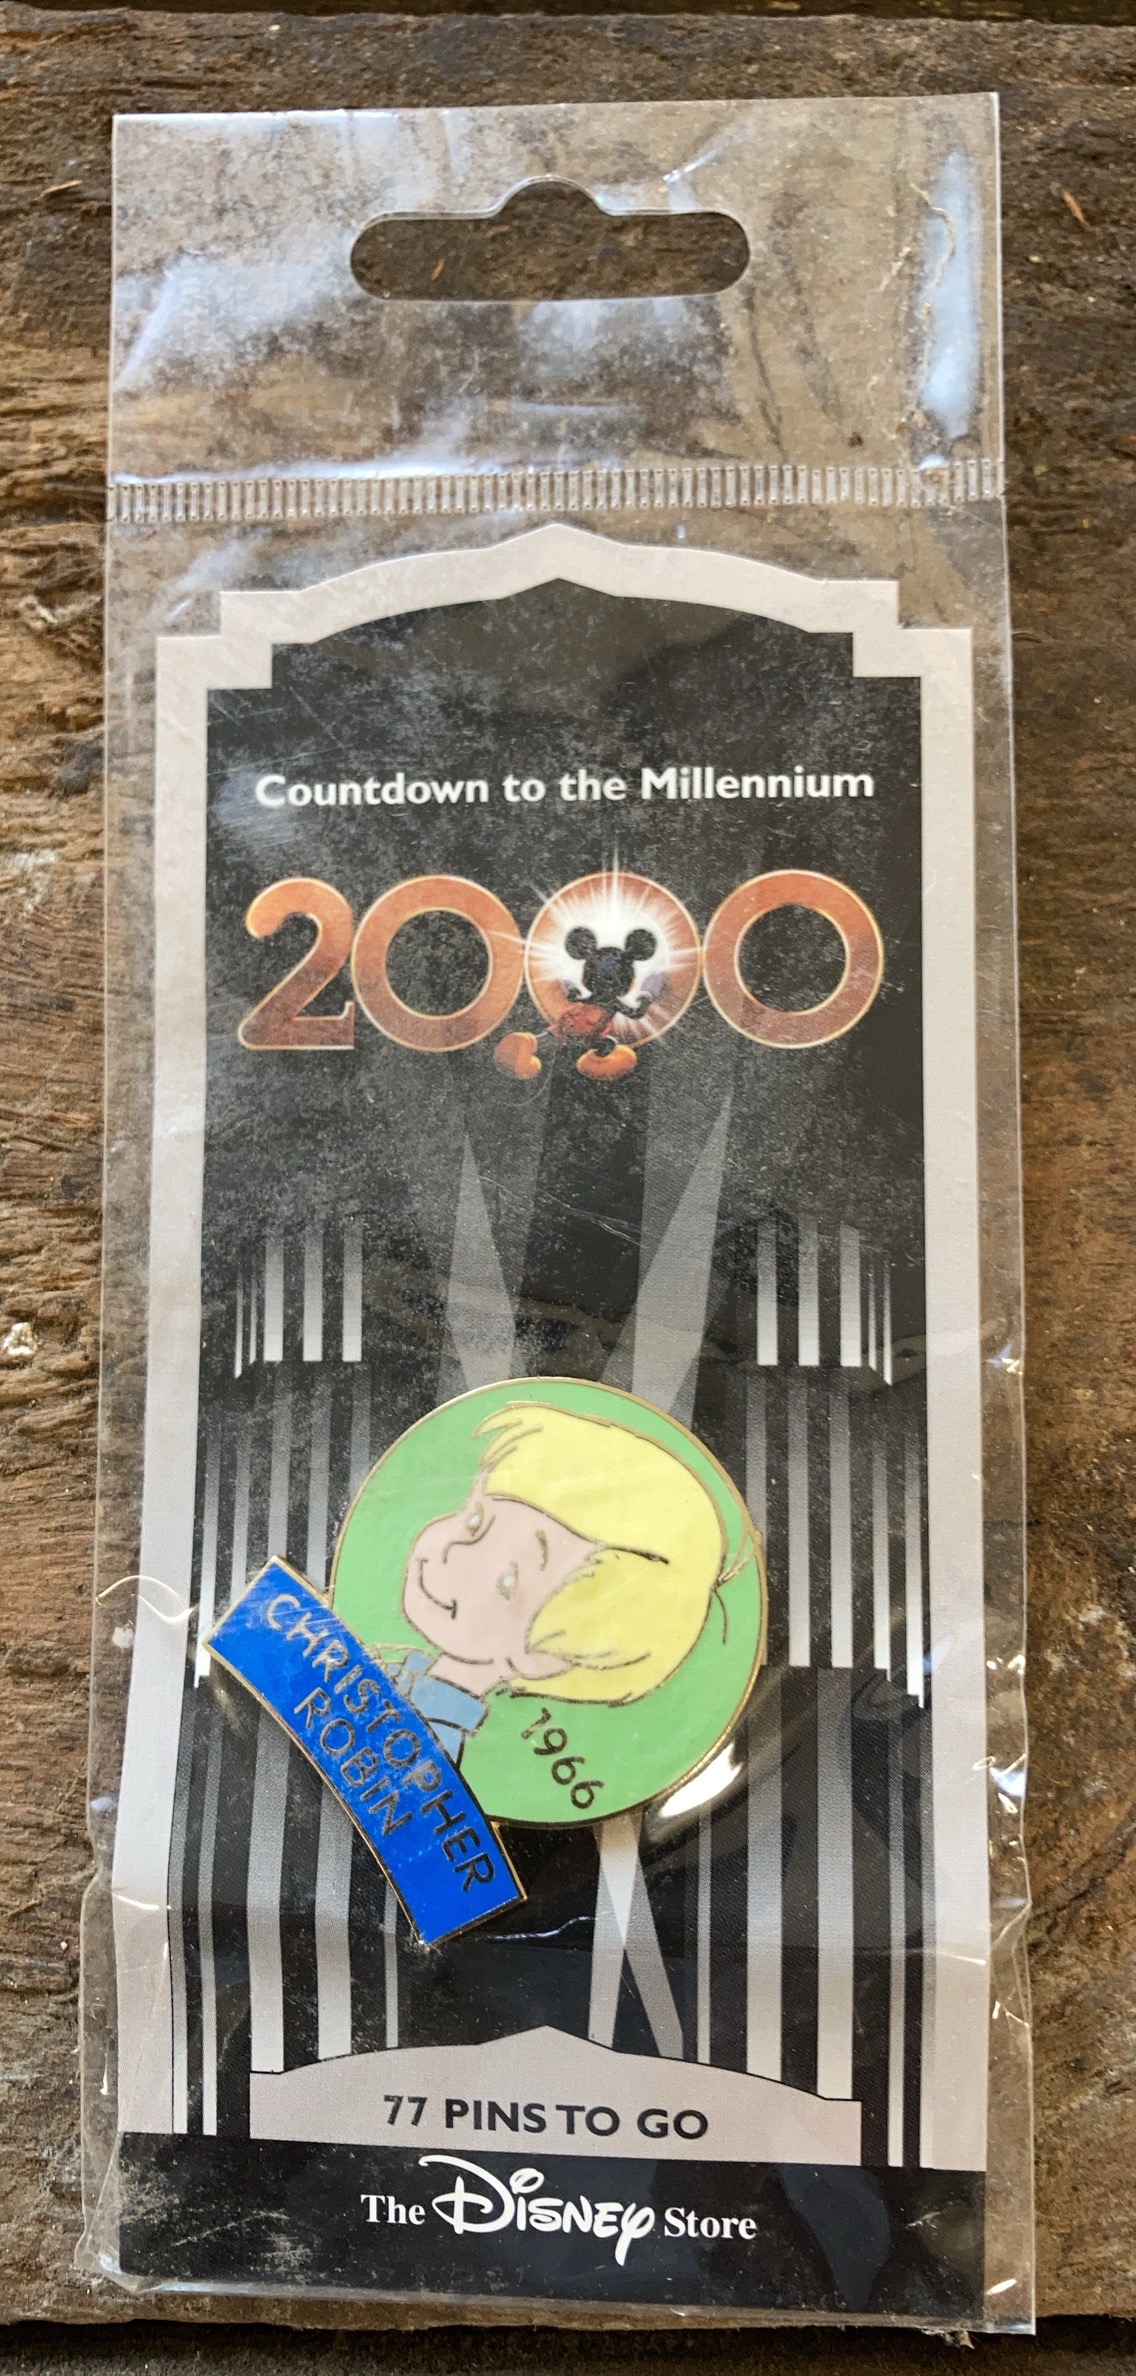 Countdown to the Millennium
2000
CHRISTOPHER
ROBIN
1966
77 PINS TO GO
The Disney Store